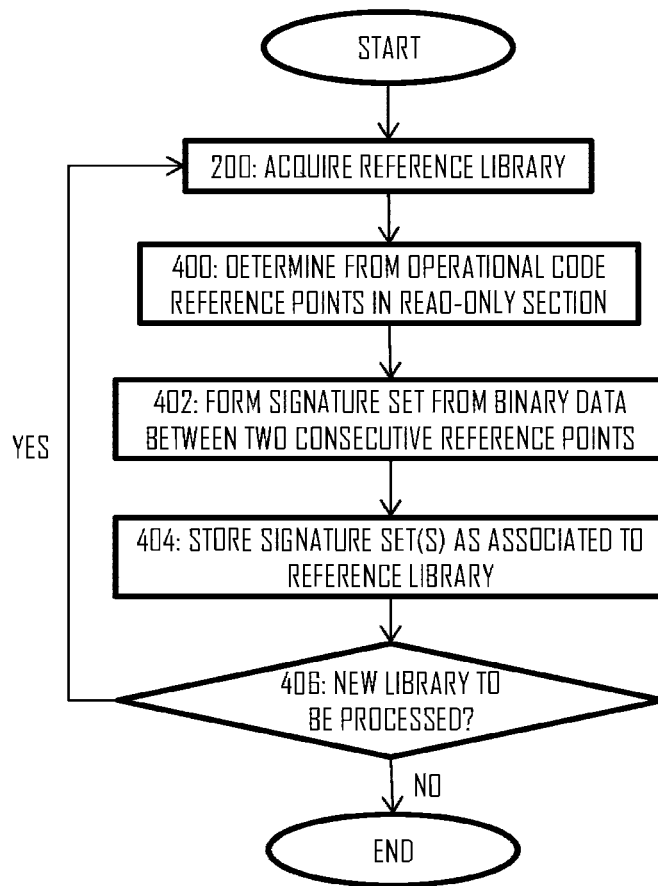 START
200: ACQUIRE REFERENCE LIBRARY
400: DETERMINE FROM OPERATIONAL CODE
REFERENCE POINTS IN READ-ONLY SECTION
402: FORM SIGNATURE SET FROM BINARY DATA
BETWEEN TWO CONSECUTIVE REFERENCE POINTS
YES
404: STORE SIGNATURE SET(S) AS ASSOCIATED TO
REFERENCE LIBRARY
406: NEW LIBRARY TO
BE PROCESSED?
NO
END